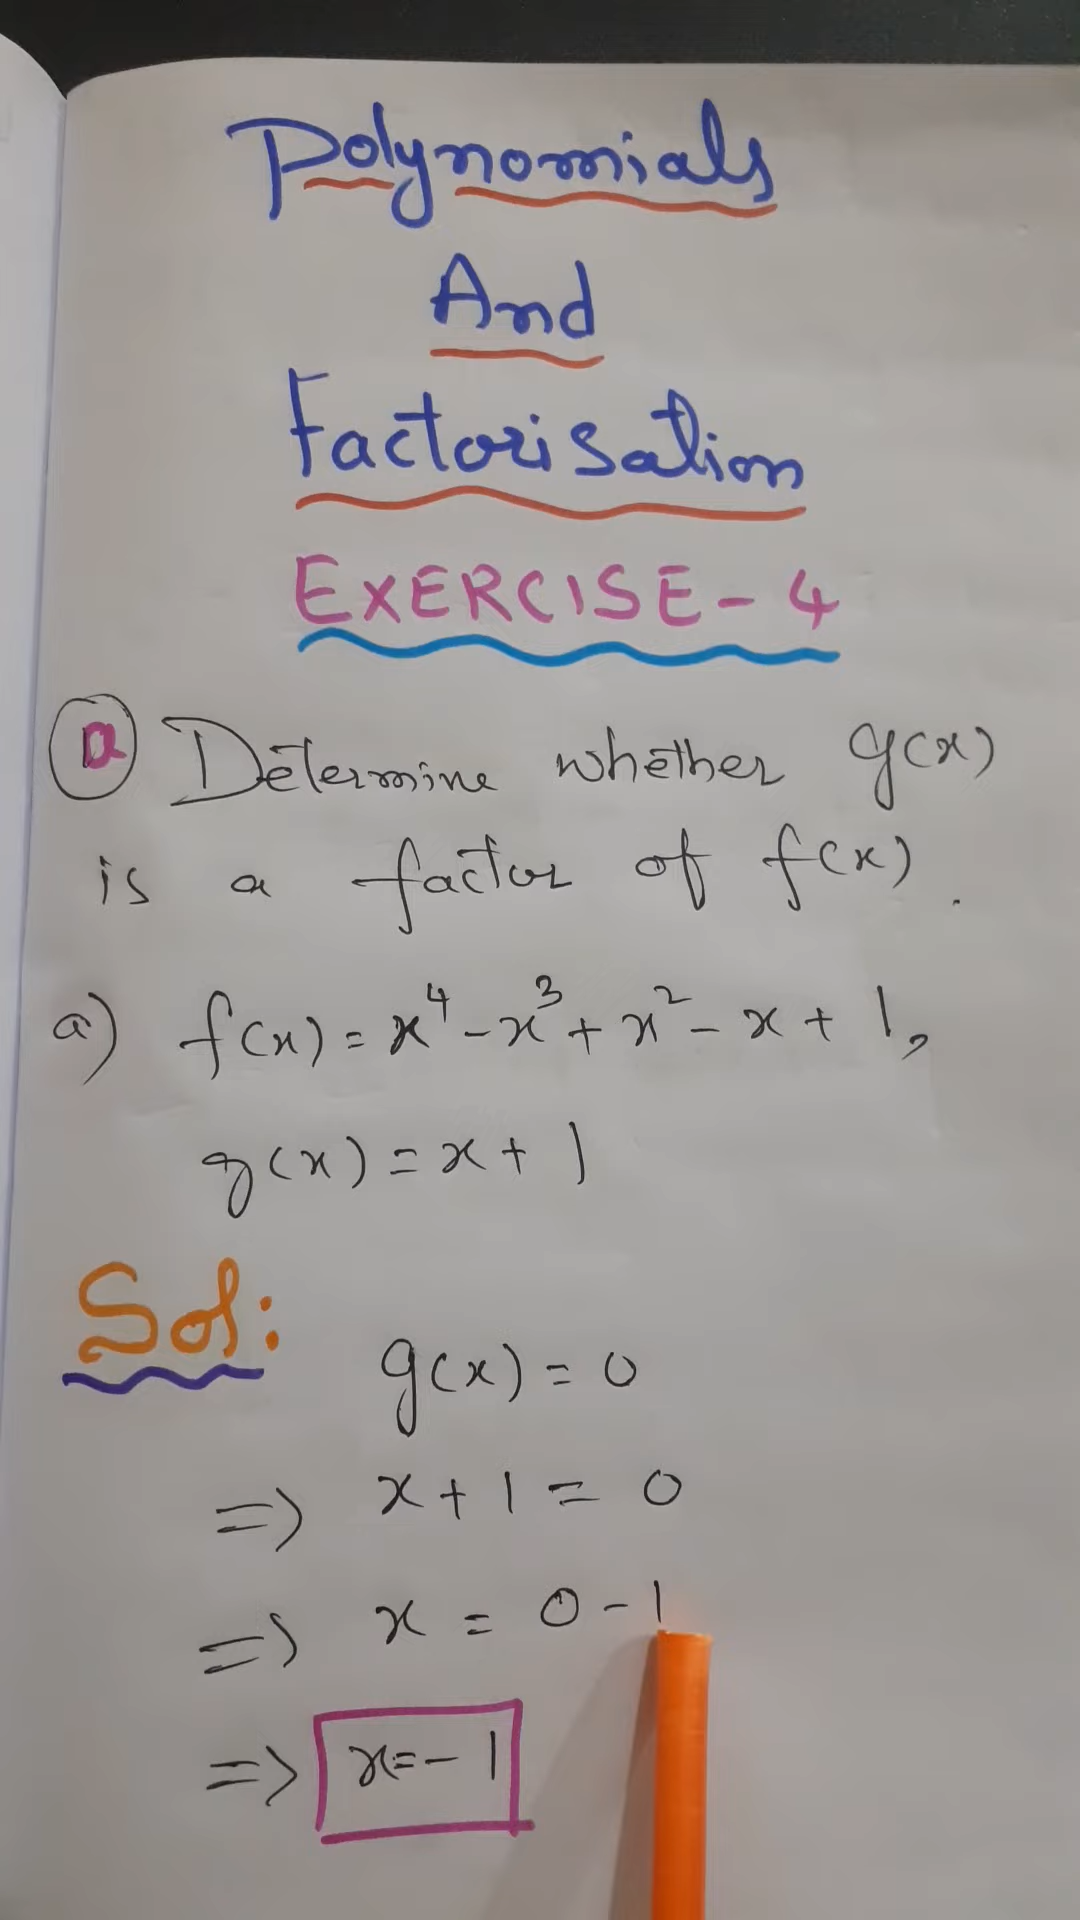 Polynomials
And
Factorisation
EXERCISE-4
Q Determine whether g(x)
is a factor of f(x).
a) f(x) = x⁴-x³+x²-x+1,
g(x) = x+1
Sol:
g(x) = 0
=> x+1 = 0
=> x = 0-1
=> x=-1